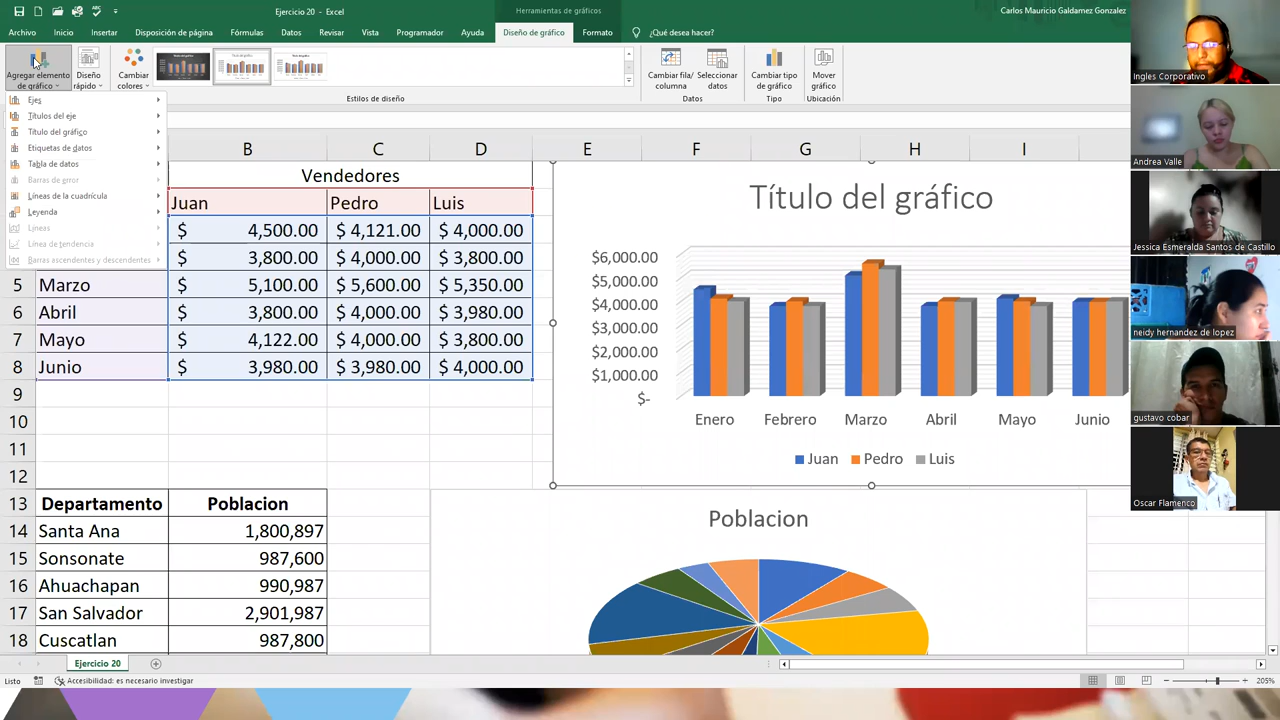 Ejercicio 20 - Excel
Herramientas de gráficos
Carlos Mauricio Galdamez Gonzalez
Archivo Inicio Insertar Disposición de página Fórmulas Datos Revisar Vista Programador Ayuda Diseño de gráfico Formato ¿Qué desea hacer?
Agregar elemento de gráfico
Diseño rápido
Cambiar colores
Cambiar fila/columna
Seleccionar datos
Cambiar tipo de gráfico
Mover gráfico
Estilos de diseño
Datos
Tipo
Ubicación
Ejes
Títulos del eje
Título del gráfico
Etiquetas de datos
Tabla de datos
Barras de error
Líneas de la cuadrícula
Leyenda
Líneas
Línea de tendencia
Barras ascendentes y descendentes
B C D E F G H I
Vendedores
Juan Pedro Luis
$ 4,500.00 $ 4,121.00 $ 4,000.00
$ 3,800.00 $ 4,000.00 $ 3,800.00
5 Marzo $ 5,100.00 $ 5,600.00 $ 5,350.00
6 Abril $ 3,800.00 $ 4,000.00 $ 3,980.00
7 Mayo $ 4,122.00 $ 4,000.00 $ 3,800.00
8 Junio $ 3,980.00 $ 3,980.00 $ 4,000.00
9
10
11
12
13 Departamento Poblacion
14 Santa Ana 1,800,897
15 Sonsonate 987,600
16 Ahuachapan 990,987
17 San Salvador 2,901,987
18 Cuscatlan 987,800
Título del gráfico
$6,000.00
$5,000.00
$4,000.00
$3,000.00
$2,000.00
$1,000.00
$-
Enero Febrero Marzo Abril Mayo Junio
Juan Pedro Luis
Poblacion
Ingles Corporativo
Andrea Valle
Jessica Esmeralda Santos de Castillo
neidy hernandez de lopez
gustavo cobar
Oscar Flamenco
Ejercicio 20
Listo
Accesibilidad: es necesario investigar
205%